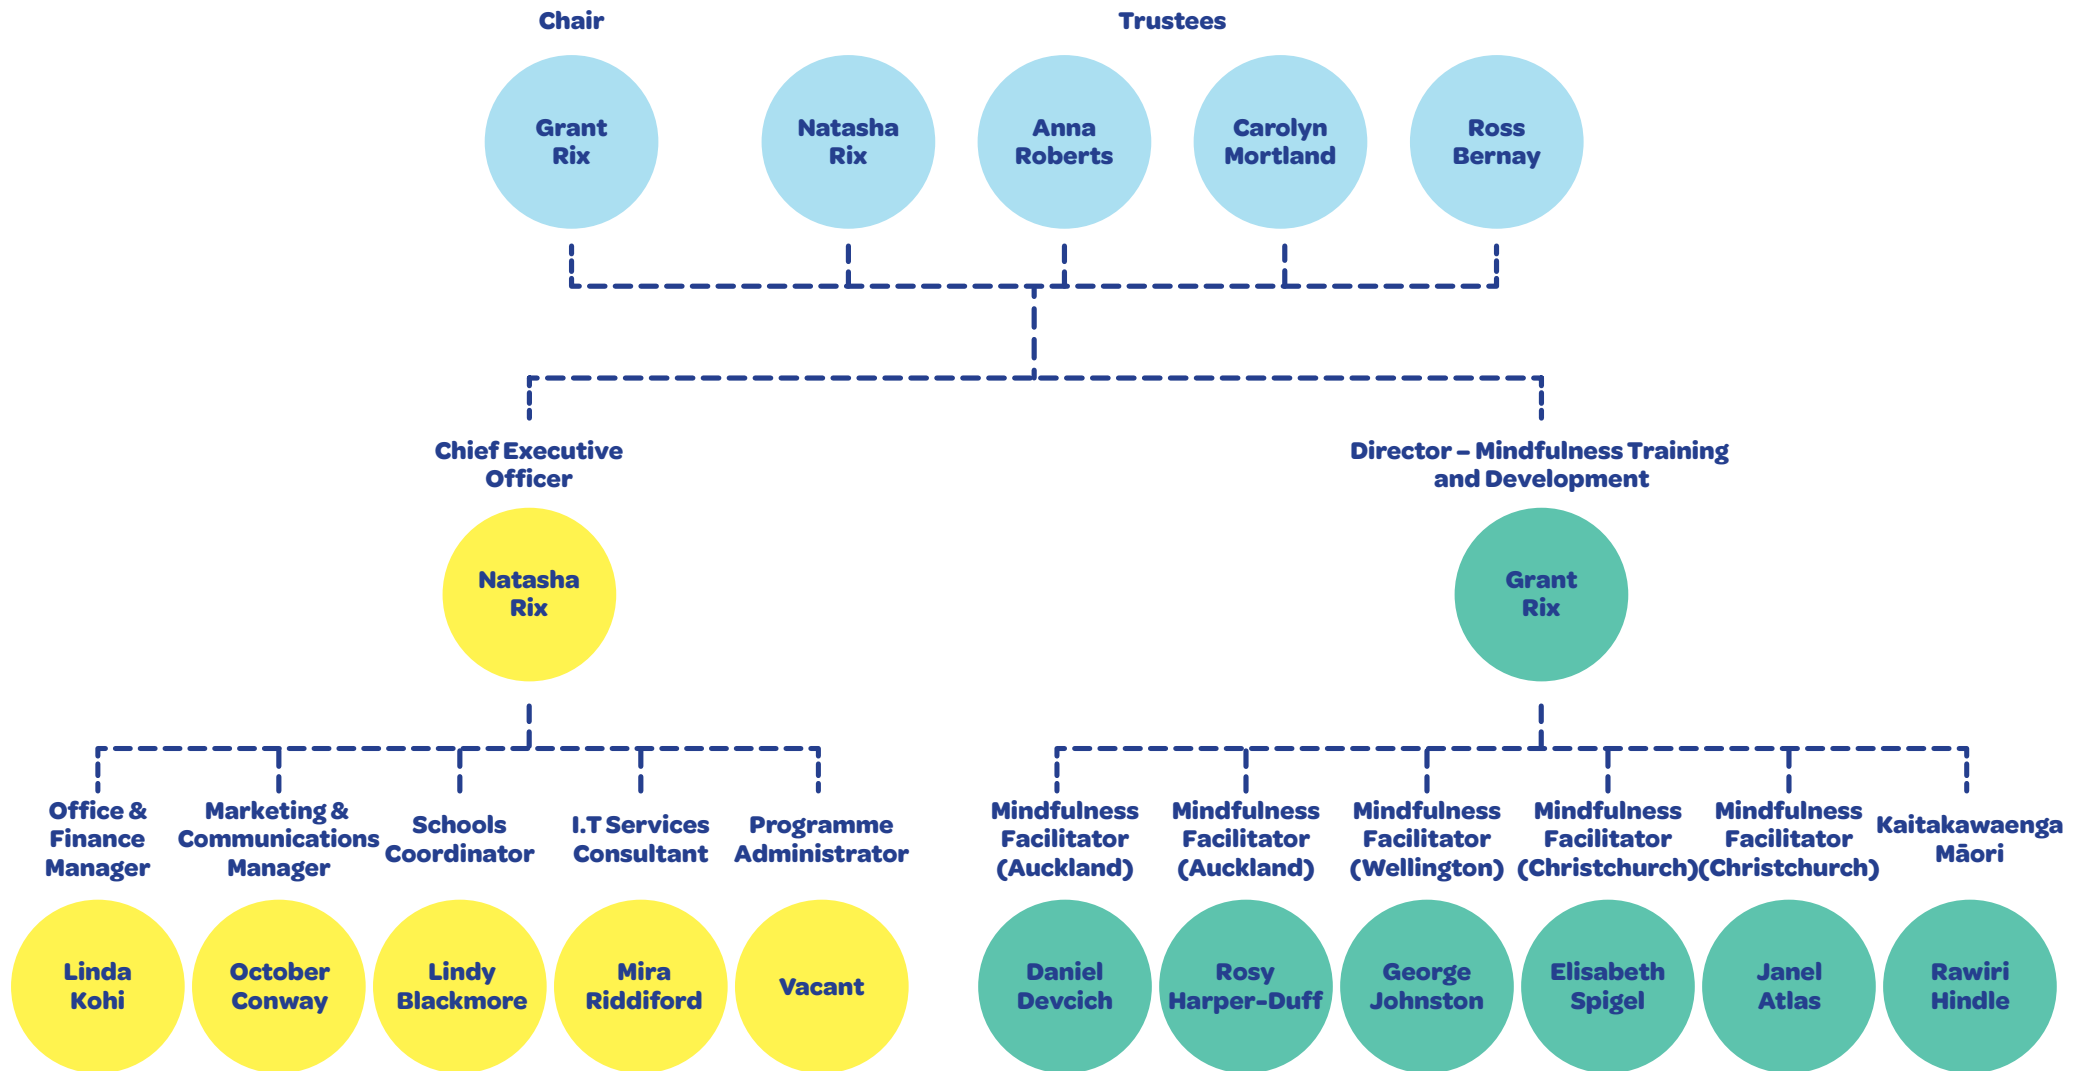 Chair
Trustees
Grant
Rix
Natasha
Rix
Anna
Roberts
Carolyn
Mortland
Ross
Bernay
Chief Executive
Officer
Director – Mindfulness Training
and Development
Natasha
Rix
Grant
Rix
Office &
Finance
Manager
Marketing &
Communications
Manager
Schools
Coordinator
I.T Services
Consultant
Programme
Administrator
Mindfulness
Facilitator
(Auckland)
Mindfulness
Facilitator
(Auckland)
Mindfulness
Facilitator
(Wellington)
Mindfulness
Facilitator
(Christchurch)
Mindfulness
Facilitator
(Christchurch)
Kaitakawaenga
Māori
Linda
Kohi
October
Conway
Lindy
Blackmore
Mira
Riddiford
Vacant
Daniel
Devcich
Rosy
Harper-Duff
George
Johnston
Elisabeth
Spigel
Janel
Atlas
Rawiri
Hindle